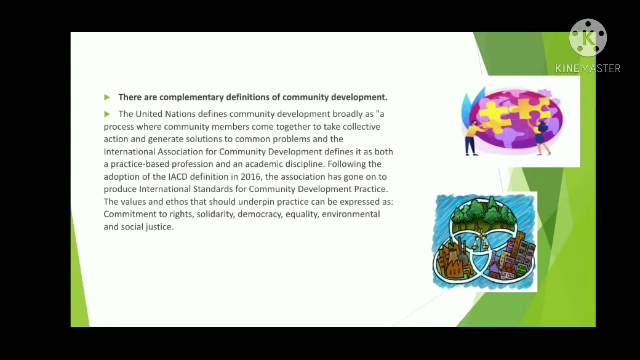 K
KINEMASTER
There are complementary definitions of community development.
The United Nations defines community development broadly as "a
process where community members come together to take collective
action and generate solutions to common problems and the
International Association for Community Development defines it as both
a practice-based profession and an academic discipline. Following the
adoption of the IACD definition in 2016, the association has gone on to
produce International Standards for Community Development Practice.
The values and ethos that should underpin practice can be expressed as:
Commitment to rights, solidarity, democracy, equality, environmental
and social justice.